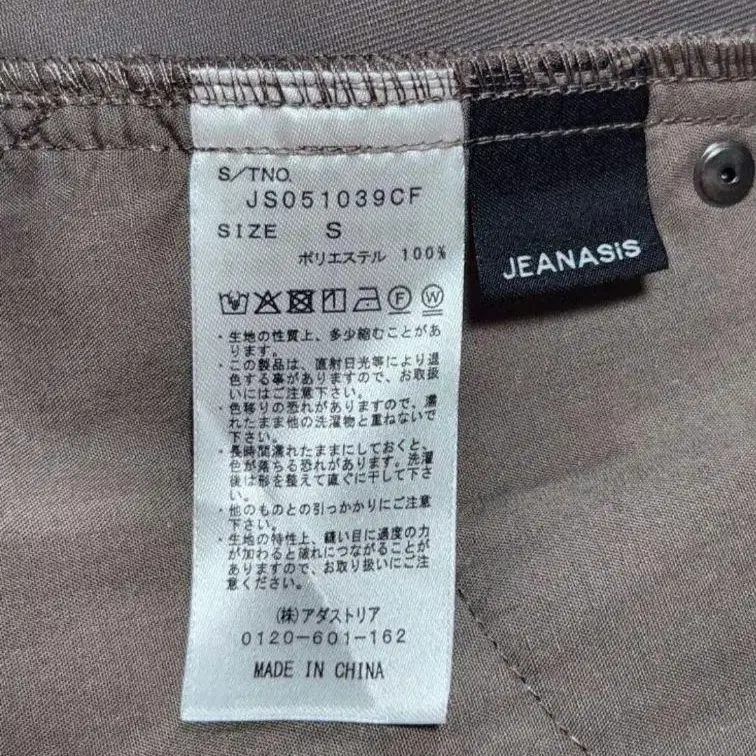 S/TNO.
JS051039CF
SIZE S
ポリエステル 100%
・生地の性質上、多少縮むことがあ
ります。
・この製品は、直射日光等により退
色する事がありますので、お取扱
いにはご注意下さい。
・色移りの恐れがありますので、濡
れたまま他の洗濯物と重ねないで
下さい。
・長時間濡れたままにしておくと、
色が落ちる恐れがあります。洗濯
後は形を整えて直ぐに干して下さ
い。
・他のものとの引っかかりにご注意
下さい。
・生地の特性上、縫い目に過度の力
が加わると破れにつながることが
ありますので、お取り扱いにご注
意ください。
(株)アダストリア
0120-601-162
MADE IN CHINA
JEANASiS